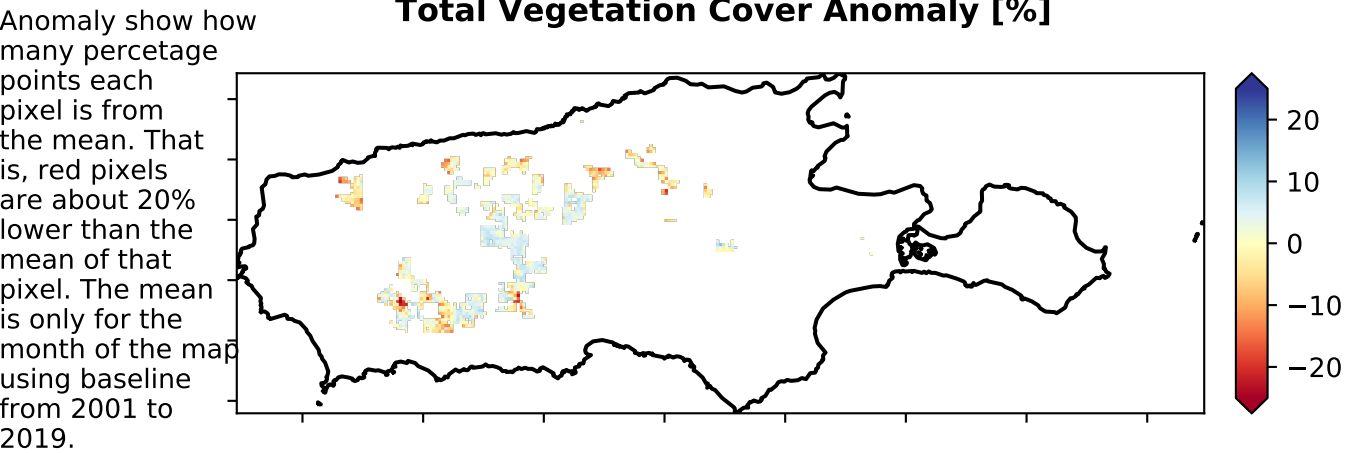 Total Vegetation Cover Anomaly [%]
Anomaly show how
many percetage
points each
pixel is from
the mean. That
is, red pixels
are about 20%
lower than the
mean of that
pixel. The mean
is only for the
month of the map
using baseline
from 2001 to
2019.
20
10
0
−10
−20